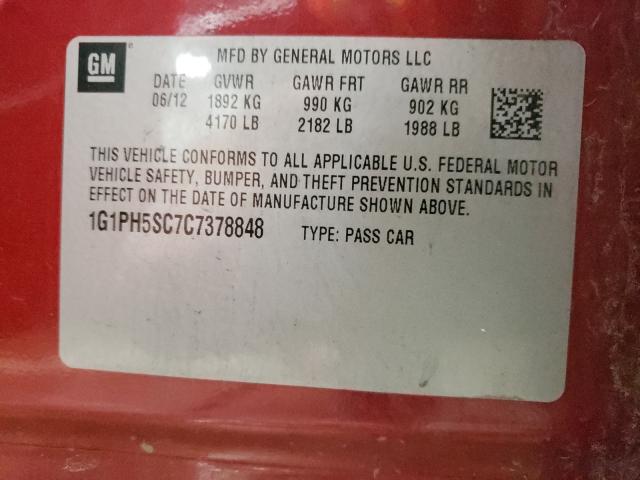 GM
MFD BY GENERAL MOTORS LLC
DATE GVWR GAWR FRT GAWR RR
06/12 1892 KG 990 KG 902 KG
4170 LB 2182 LB 1988 LB
THIS VEHICLE CONFORMS TO ALL APPLICABLE U.S. FEDERAL MOTOR
VEHICLE SAFETY, BUMPER, AND THEFT PREVENTION STANDARDS IN
EFFECT ON THE DATE OF MANUFACTURE SHOWN ABOVE.
1G1PH5SC7C7378848 TYPE: PASS CAR